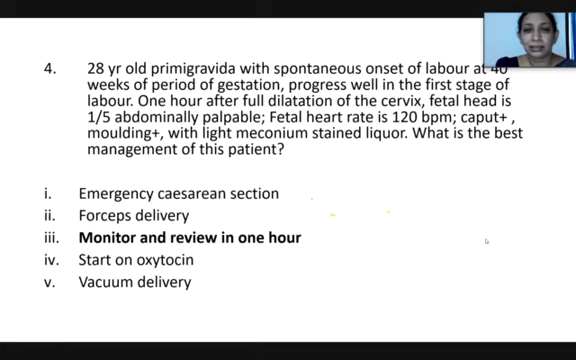 4. 28 yr old primigravida with spontaneous onset of labour at 40
weeks of period of gestation, progress well in the first stage of
labour. One hour after full dilatation of the cervix, fetal head is
1/5 abdominally palpable; Fetal heart rate is 120 bpm; caput+ ,
moulding+, with light meconium stained liquor. What is the best
management of this patient?
i. Emergency caesarean section
ii. Forceps delivery
iii. Monitor and review in one hour
iv. Start on oxytocin
v. Vacuum delivery